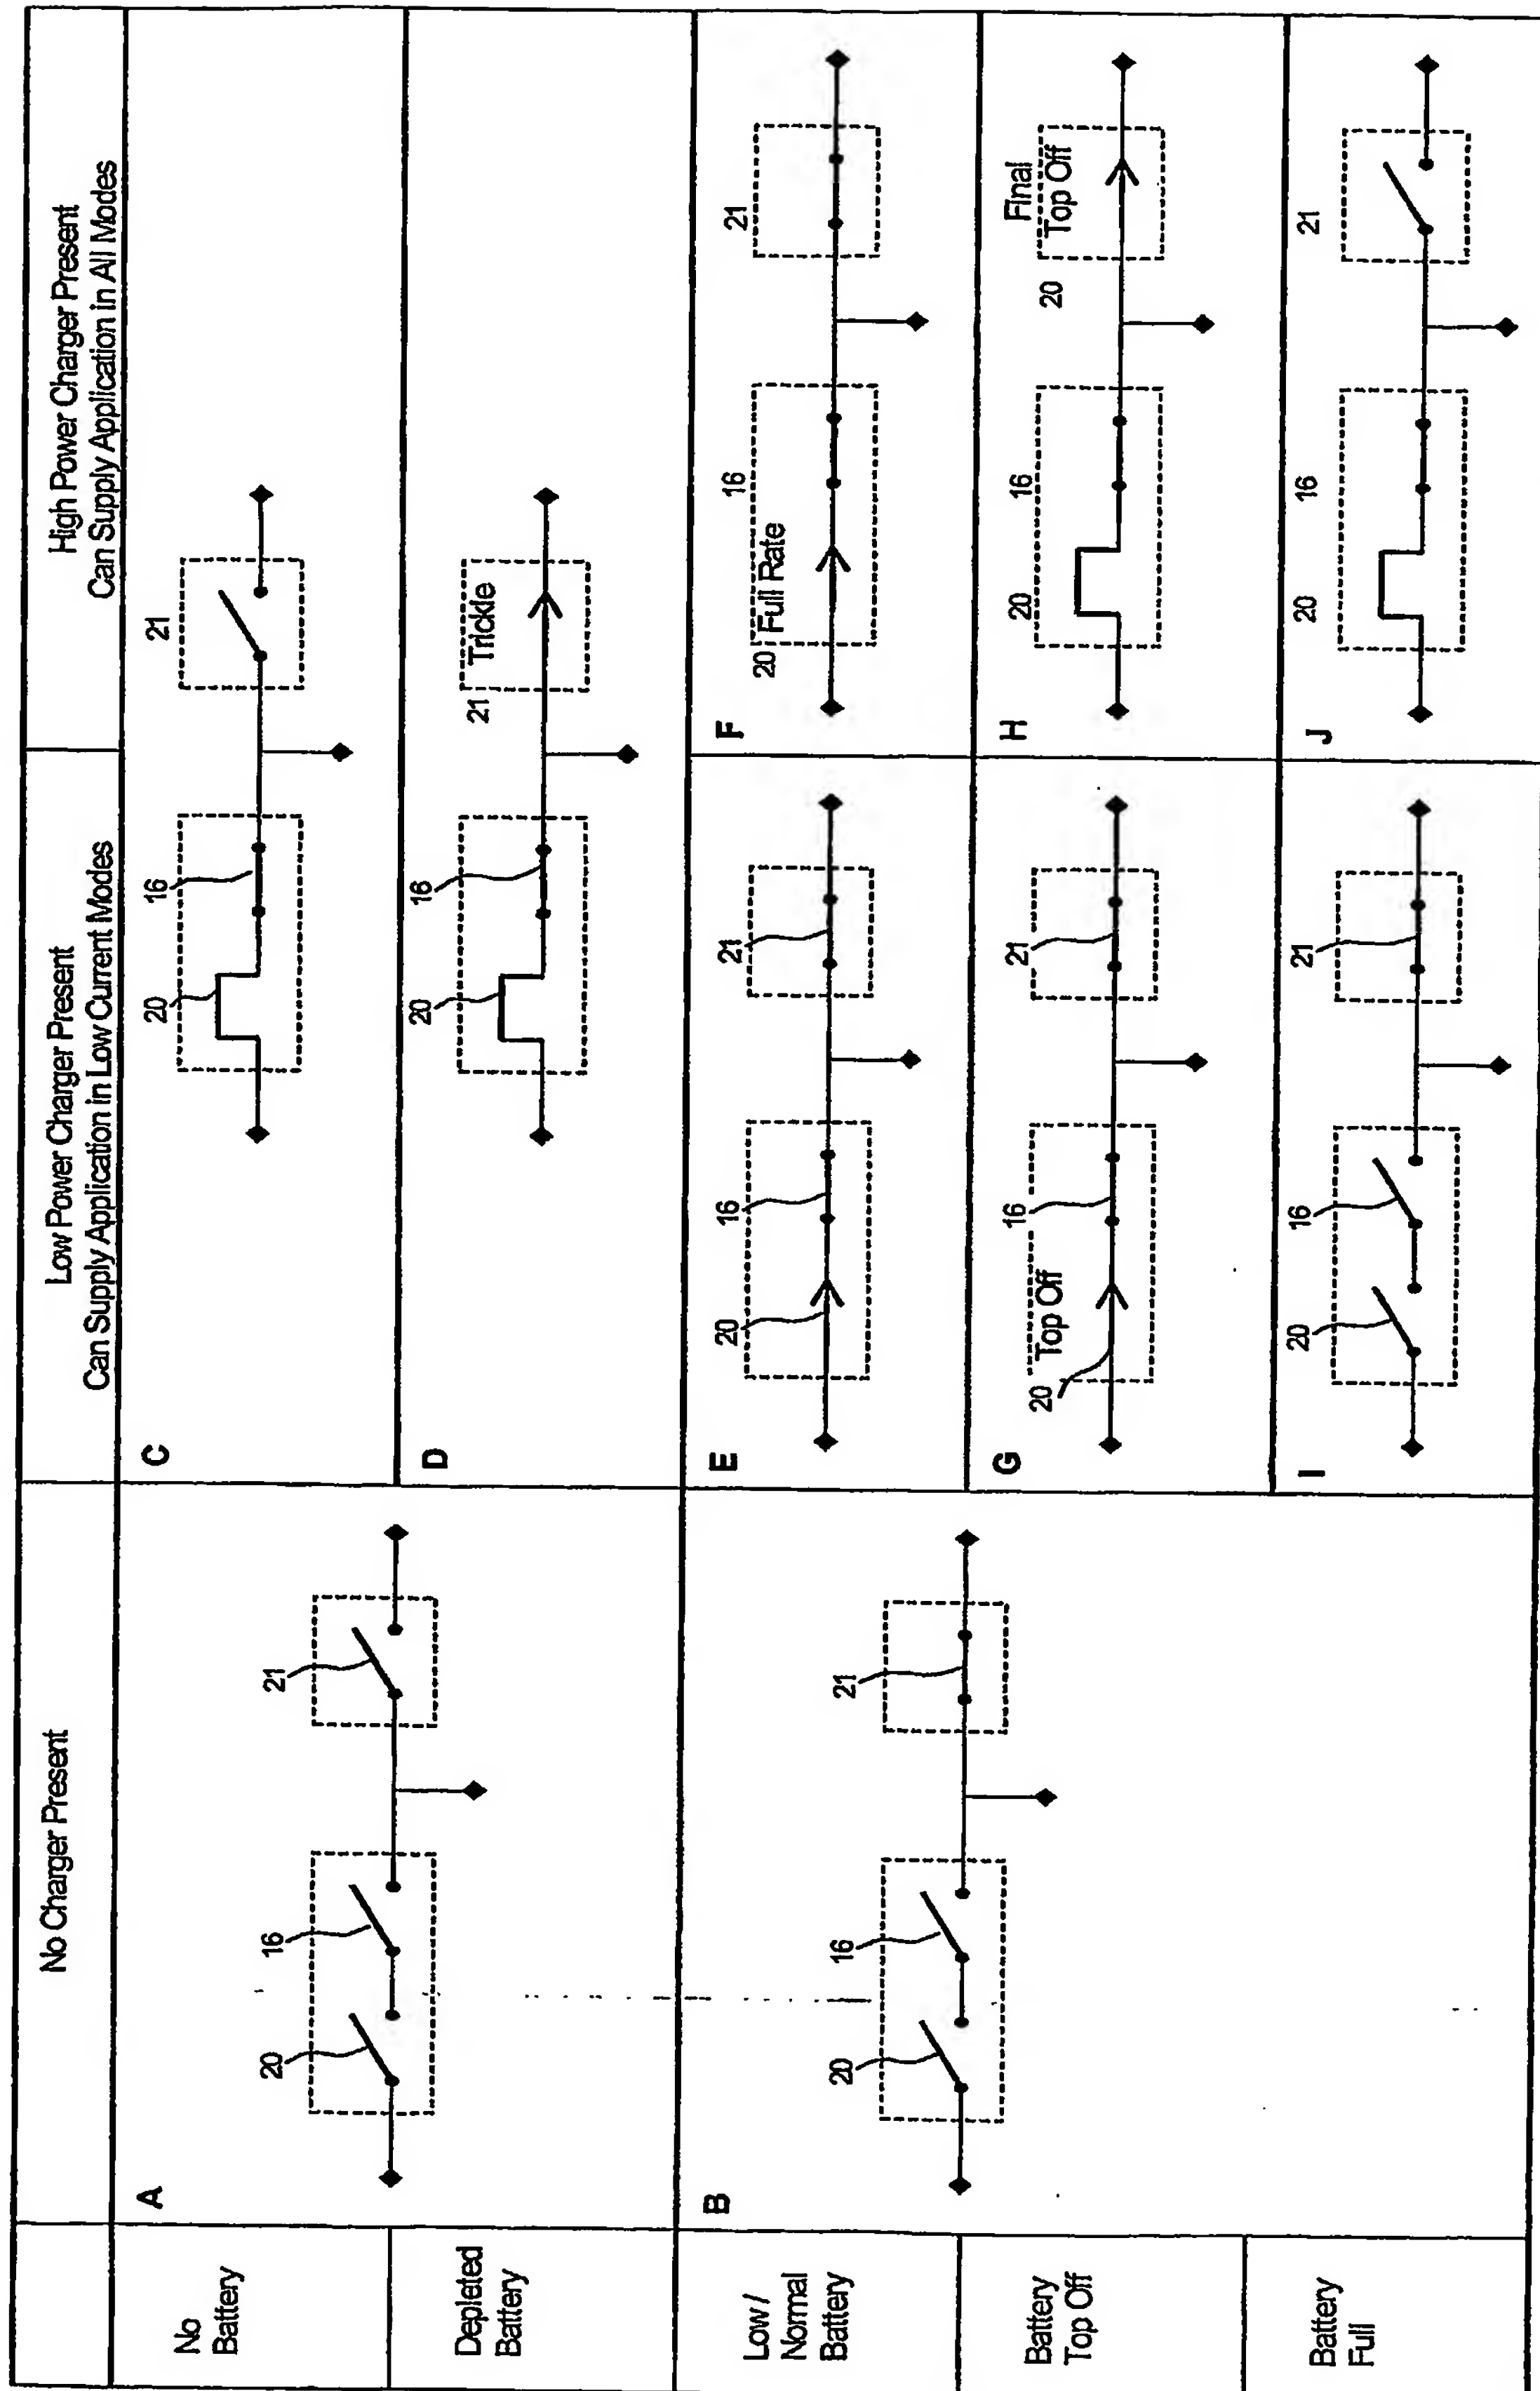 No Charger Present
Low Power Charger Present
Can Supply Application in Low Current Modes
High Power Charger Present
Can Supply Application in All Modes
No
Battery
A
20
16
21
C
20
16
21
Depleted
Battery
D
20
16
21
Trickle
Low /
Normal
Battery
B
20
16
21
E
20
16
21
F
20
Full Rate
16
21
Battery
Top Off
G
20
Top Off
16
21
H
20
16
20
Final
Top Off
Battery
Full
I
20
16
21
J
20
16
21